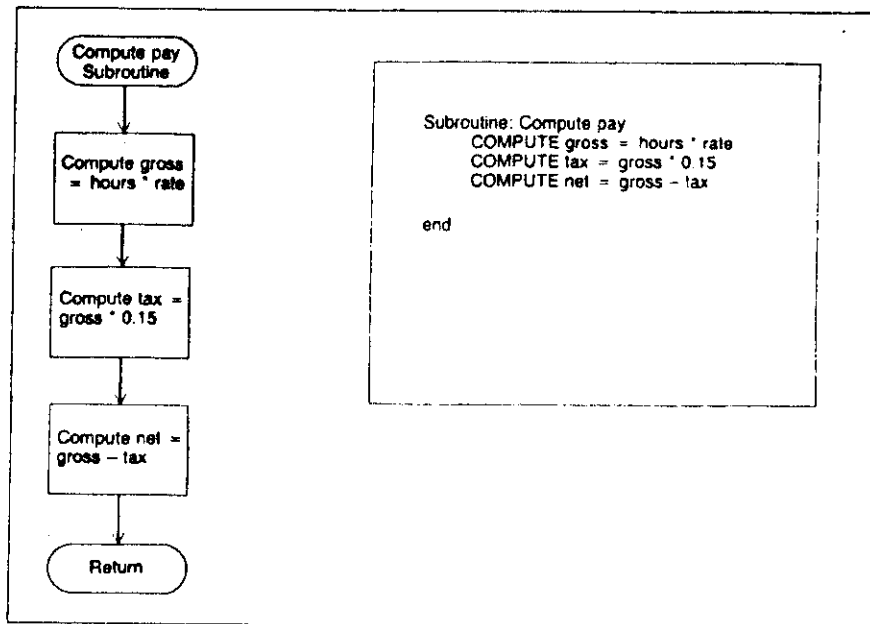 Compute pay
Subroutine
Compute gross
= hours * rate
Compute tax =
gross * 0.15
Compute net =
gross – tax
Return
Subroutine: Compute pay
COMPUTE gross = hours * rate
COMPUTE tax = gross * 0.15
COMPUTE net = gross – tax
end